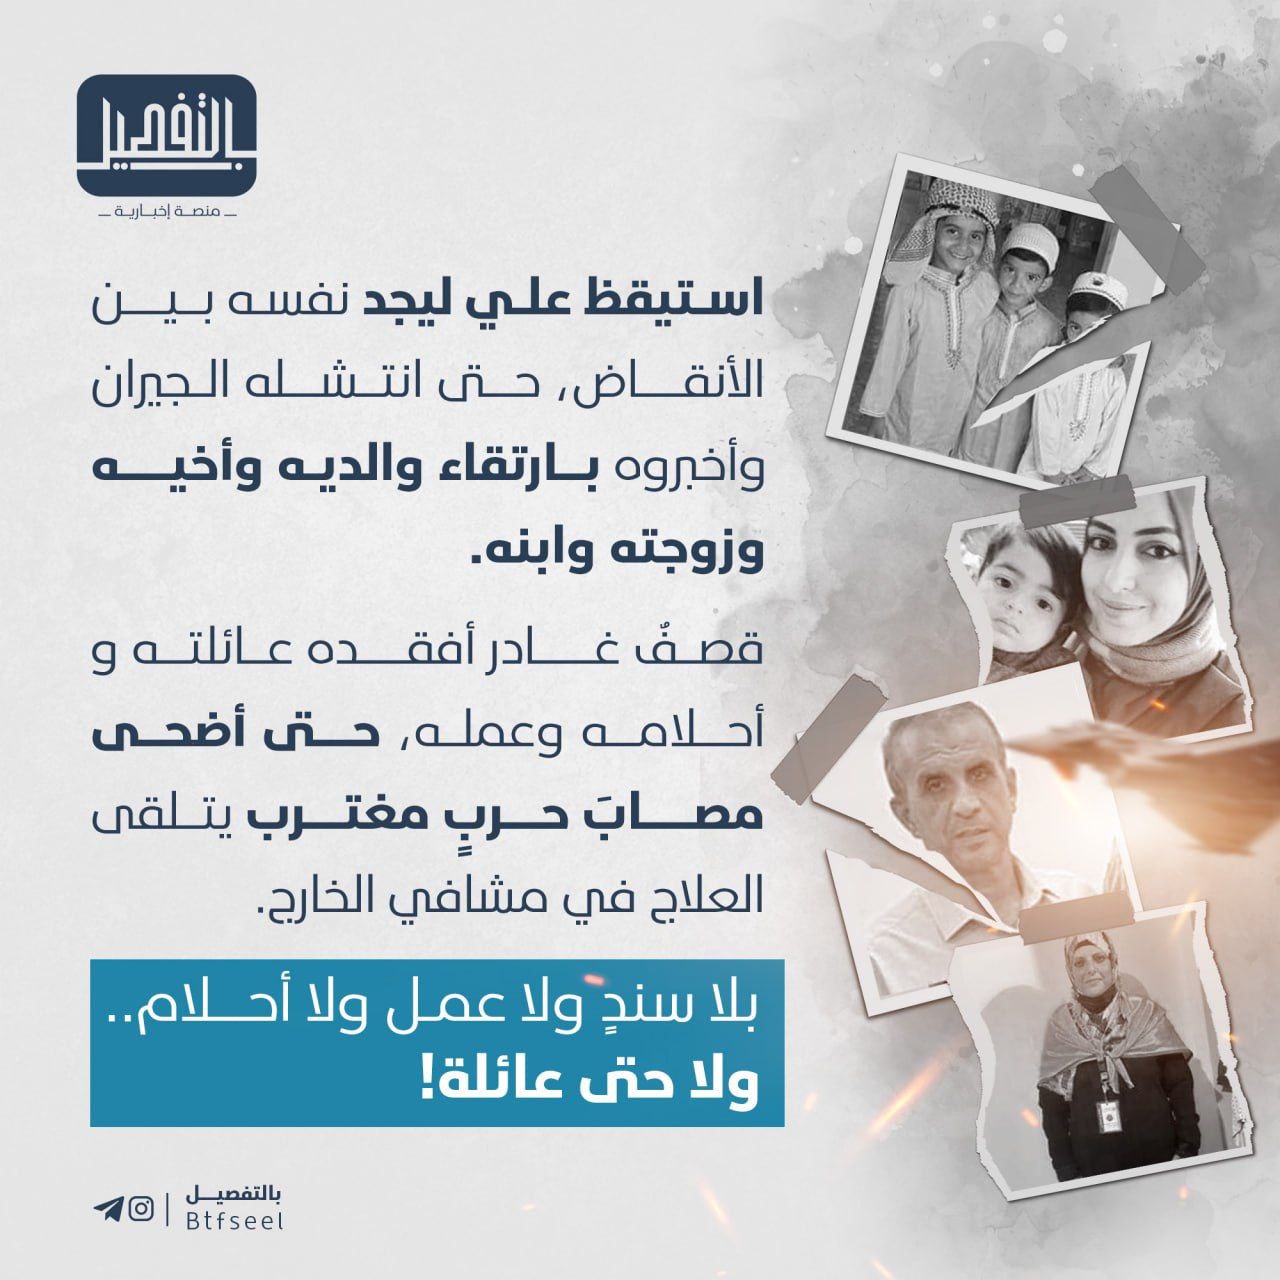 بالتفصيل
منصة إخبارية
استيقظ علي ليجد نفسه بين
الأنقاض، حتى انتشله الجيران
وأخبروه بارتقاء والديه وأخيه
وزوجته وابنه.
قصفٌ غادر أفقده عائلته و
أحلامه وعمله، حتى أضحى
مصابَ حربٍ مغترب يتلقى
العلاج في مشافي الخارج.
بلا سندٍ ولا عمل ولا أحلام..
ولا حتى عائلة!
بالتفصيل
Btfseel